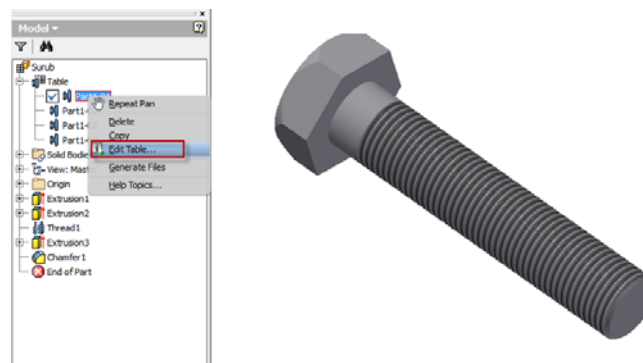 Model
Surub
Table
Repeat Pan
Part1-
Delete
Part1-
Copy
Part1-
Edit Table...
Solid Bodie
View: Mast
Generate Files
Origin
Help Topics...
Extrusion1
Extrusion2
Thread1
Extrusion3
Chamfer1
End of Part